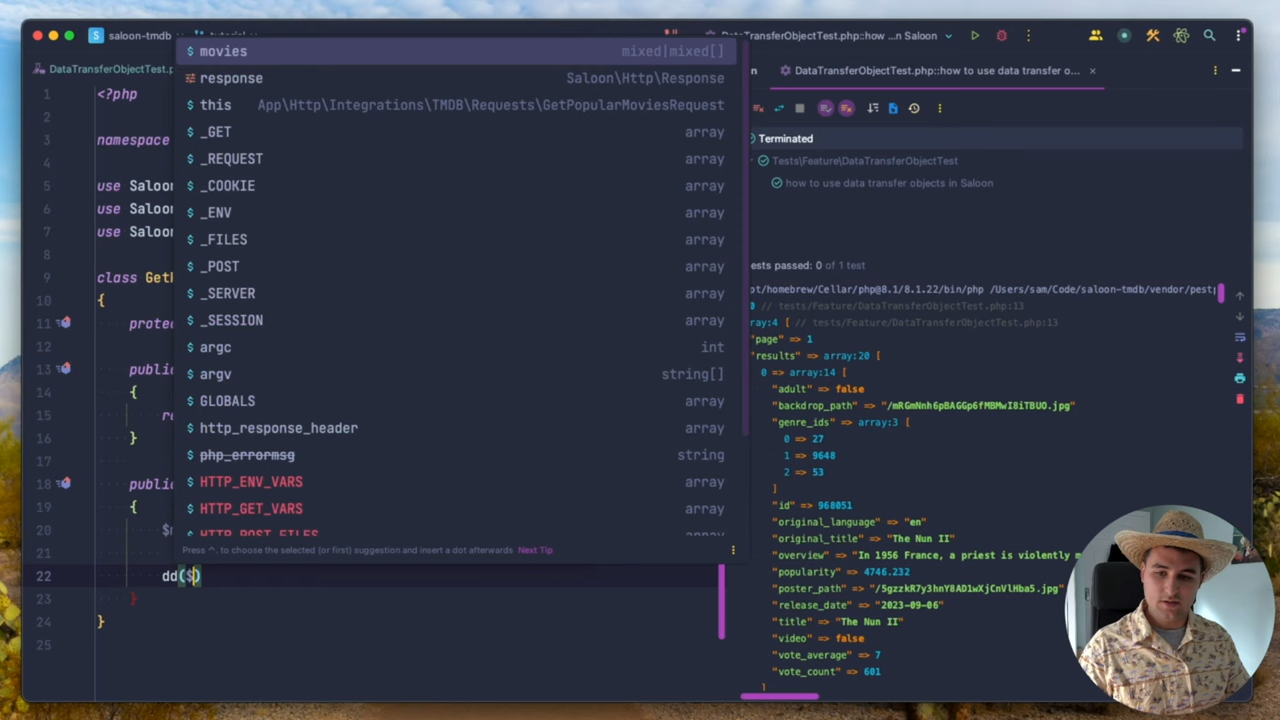 saloon-tmdb
tutorial
DataTransferObjectTest.php::how ...n Saloon
DataTransferObjectTest.p
n
DataTransferObjectTest.php::how to use data transfer o...
1 <?php
2
3 namespace
4
5 use Saloon
6 use Saloon
7 use Saloon
8
9 class Get
10 {
11 prote
12
13 public
14 {
15 re
16 }
17
18 public
19 {
20 $
21
22 dd($)
23 }
24 }
25
movies mixed|mixed[]
response Saloon\Http\Response
this App\Http\Integrations\TMDB\Requests\GetPopularMoviesRequest
_GET array
_REQUEST array
_COOKIE array
_ENV array
_FILES array
_POST array
_SERVER array
_SESSION array
argc int
argv string[]
GLOBALS array
http_response_header array
php_errormsg string
HTTP_ENV_VARS array
HTTP_GET_VARS array
HTTP_POST_FILES array
Press ^. to choose the selected (or first) suggestion and insert a dot afterwards Next Tip
Terminated
Tests\Feature\DataTransferObjectTest
how to use data transfer objects in Saloon
ests passed: 0 of 1 test
pt/homebrew/Cellar/php@8.1/8.1.22/bin/php /Users/sam/Code/saloon-tmdb/vendor/pest
0 // tests/Feature/DataTransferObjectTest.php:13
ray:4 [ // tests/Feature/DataTransferObjectTest.php:13
"page" => 1
"results" => array:20 [
0 => array:14 [
"adult" => false
"backdrop_path" => "/mRGmNnh6pBAGGp6fMBMwI8iTBUO.jpg"
"genre_ids" => array:3 [
0 => 27
1 => 9648
2 => 53
]
"id" => 968051
"original_language" => "en"
"original_title" => "The Nun II"
"overview" => "In 1956 France, a priest is violently m
"popularity" => 4746.232
"poster_path" => "/5gzzkR7y3hnY8AD1wXjCnVlHba5.jpg
"release_date" => "2023-09-06"
"title" => "The Nun II"
"video" => false
"vote_average" => 7
"vote_count" => 601
]